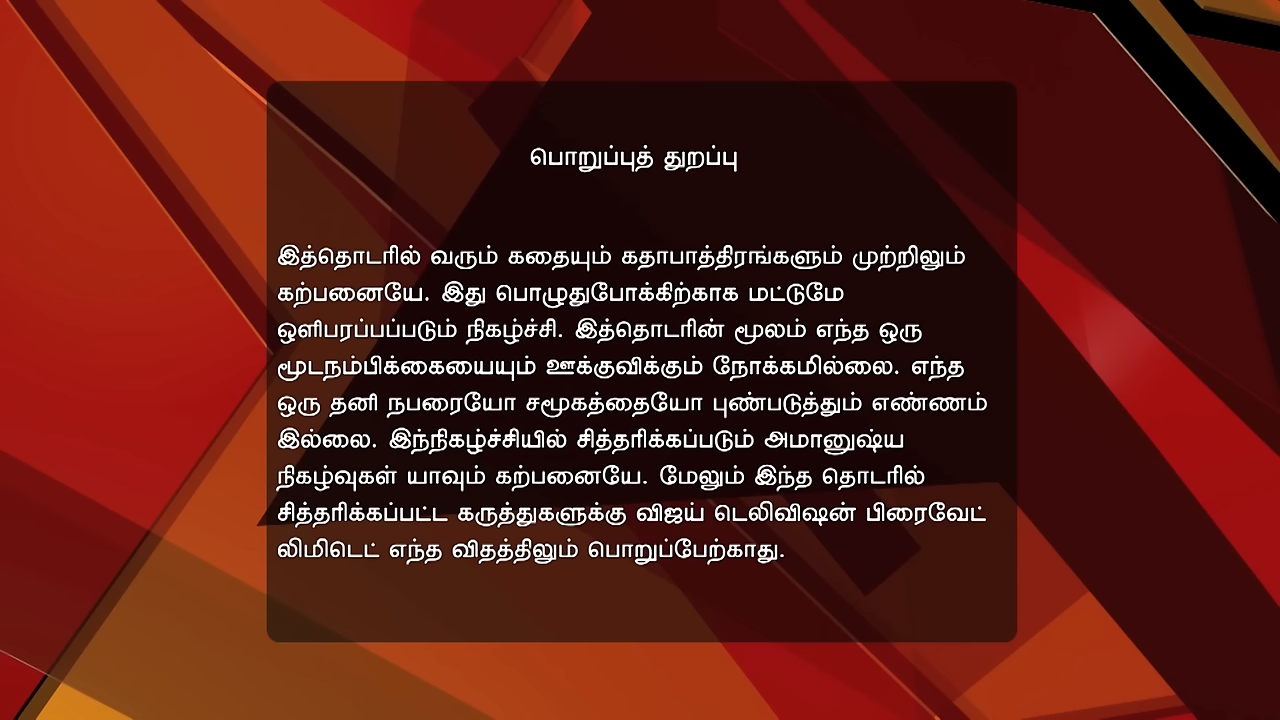 பொறுப்புத் துறப்பு
இத்தொடரில் வரும் கதையும் கதாபாத்திரங்களும் முற்றிலும்
கற்பனையே. இது பொழுதுபோக்கிற்காக மட்டுமே
ஒளிபரப்பப்படும் நிகழ்ச்சி. இத்தொடரின் மூலம் எந்த ஒரு
மூடநம்பிக்கையையும் ஊக்குவிக்கும் நோக்கமில்லை. எந்த
ஒரு தனி நபரையோ சமூகத்தையோ புண்படுத்தும் எண்ணம்
இல்லை. இந்நிகழ்ச்சியில் சித்தரிக்கப்படும் அமானுஷ்ய
நிகழ்வுகள் யாவும் கற்பனையே. மேலும் இந்த தொடரில்
சித்தரிக்கப்பட்ட கருத்துகளுக்கு விஜய் டெலிவிஷன் பிரைவேட்
லிமிடெட் எந்த விதத்திலும் பொறுப்பேற்காது.